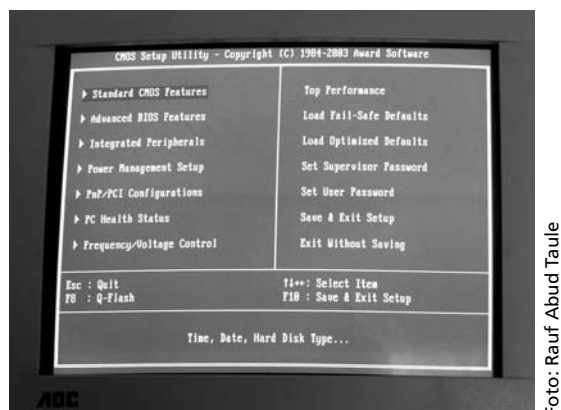 CMOS Setup Utility - Copyright (C) 1984-2003 Award Software
▶ Standard CMOS Features
▶ Advanced BIOS Features
▶ Integrated Peripherals
▶ Power Management Setup
▶ PnP/PCI Configurations
▶ PC Health Status
▶ Frequency/Voltage Control
Top Performance
Load Fail-Safe Defaults
Load Optimized Defaults
Set Supervisor Password
Set User Password
Save & Exit Setup
Exit Without Saving
Esc : Quit
F8 : Q-Flash
↑↓→←: Select Item
F10 : Save & Exit Setup
Time, Date, Hard Disk Type...
AOC
Foto: Rauf Abud Taule